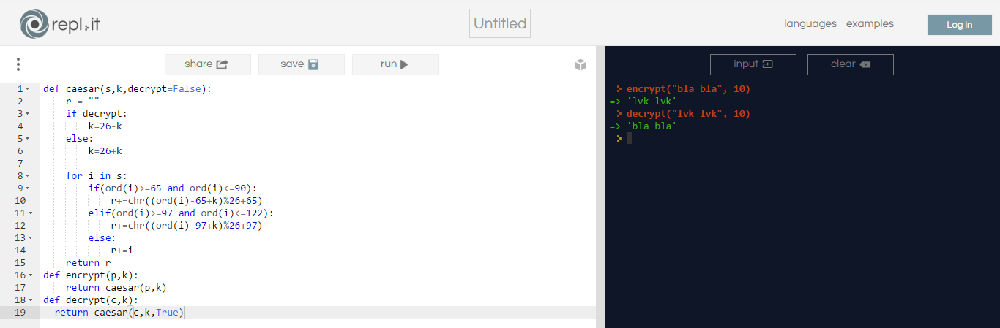 repl.it
Untitled
languages examples
Log in
share save run
input clear
1 def caesar(s,k,decrypt=False):
2 r = ""
3 if decrypt:
4 k=26-k
5 else:
6 k=26+k
7
8 for i in s:
9 if(ord(i)>=65 and ord(i)<=90):
10 r+=chr((ord(i)-65+k)%26+65)
11 elif(ord(i)>=97 and ord(i)<=122):
12 r+=chr((ord(i)-97+k)%26+97)
13 else:
14 r+=i
15 return r
16 def encrypt(p,k):
17 return caesar(p,k)
18 def decrypt(c,k):
19 return caesar(c,k,True)
encrypt("bla bla", 10)
=> 'lvk lvk'
decrypt("lvk lvk", 10)
=> 'bla bla'